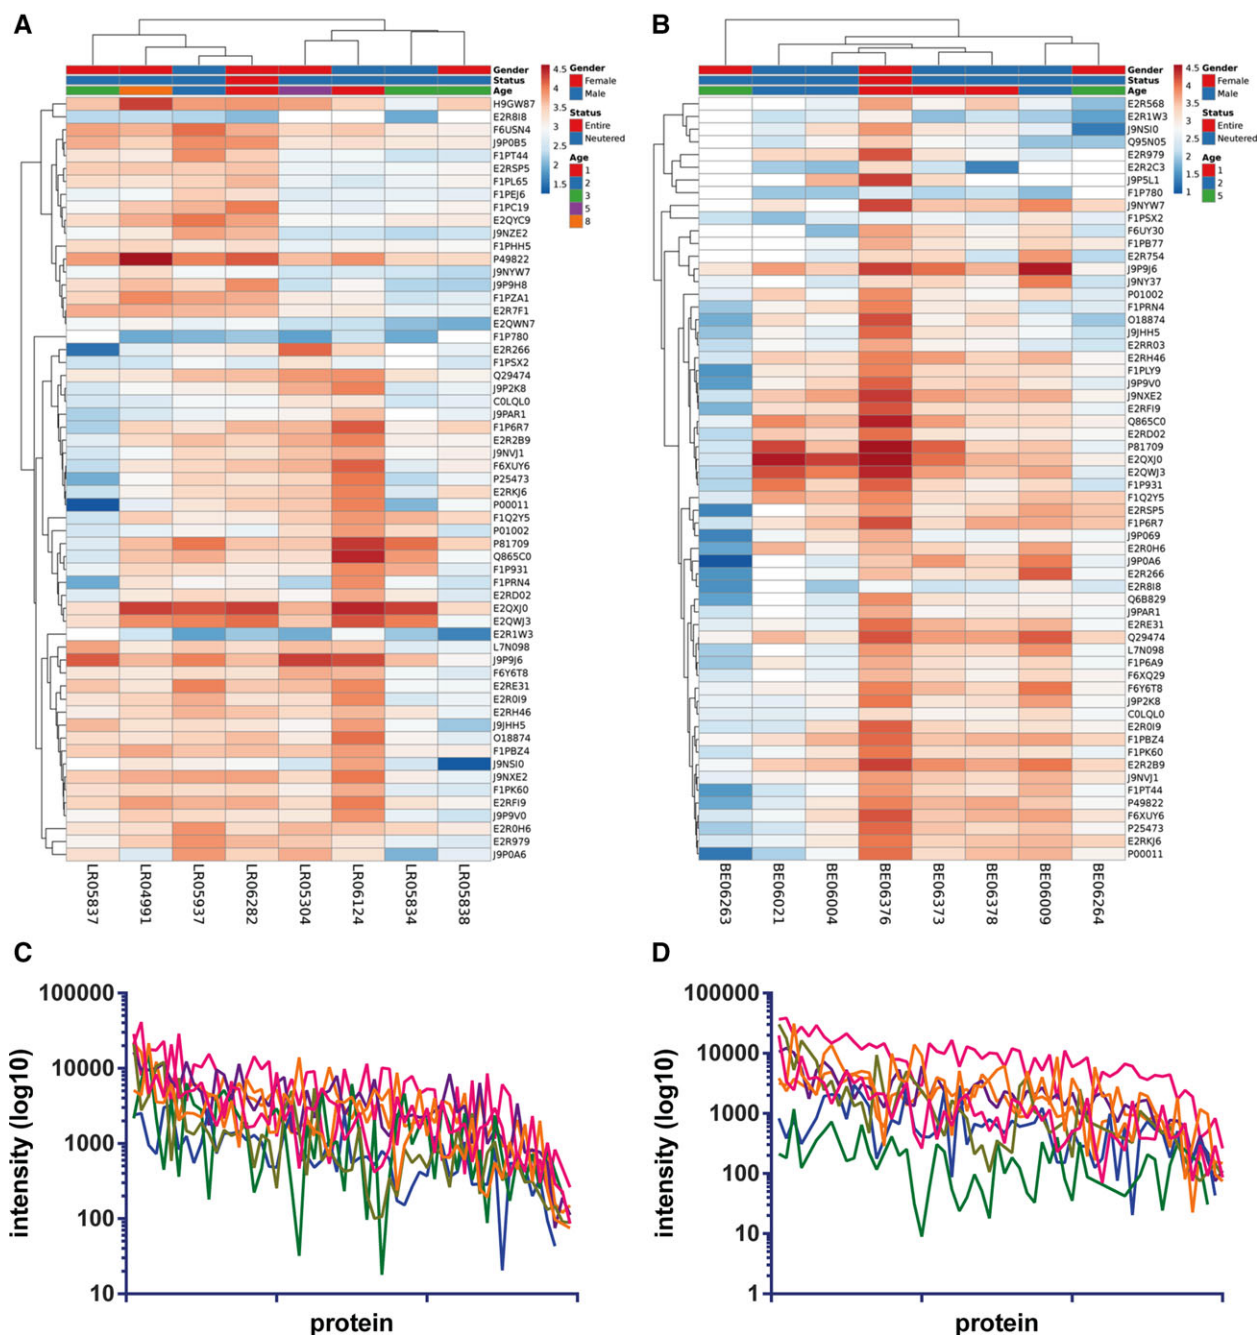 A
Gender
Status
Age
H9GW87
E2R8I8
F6USN4
J9P0B5
F1PT44
E2RSP5
F1PL65
F1PEJ6
F1PC19
E2QYC9
J9NZE2
F1PHH5
P49822
J9NYW7
J9P9H8
F1PZA1
E2R7F1
E2QWN7
F1P780
E2R266
F1PSX2
Q29474
J9P2K8
C0LQL0
J9PAR1
F1P6R7
E2R2B9
J9NVJ1
F6XUY6
P25473
E2RKJ6
P00011
F1Q2Y5
P01002
P81709
Q865C0
F1P931
F1PRN4
E2RD02
E2QXJ0
E2QWJ3
E2R1W3
L7N098
J9P9J6
F6Y6T8
E2RE31
E2R0I9
E2RH46
J9JHH5
O18874
F1PBZ4
J9NSI0
J9NXE2
F1PK60
E2RFI9
J9P9V0
E2R0H6
E2R979
J9P0A6
LR05837
LR04991
LR05937
LR06282
LR05304
LR06124
LR05834
LR05838
4.5
4
3.5
3
2.5
2
1.5
Gender
Female
Male
Status
Entire
Neutered
Age
1
2
3
5
8
B
Gender
Status
Age
E2R568
E2R1W3
J9NSI0
Q95N05
E2R979
E2R2C3
J9PSL1
F1P780
J9NYW7
F1PSX2
F6UY30
F1PB77
E2R754
J9P9J6
J9NY37
P01002
F1PRN4
O18874
J9JHH5
E2RR03
E2RH46
F1PLY9
J9P9V0
J9NXE2
E2RFI9
Q865C0
E2RD02
P81709
E2QXJ0
E2QWJ3
F1P931
F1Q2Y5
E2RSP5
F1P6R7
J9P069
E2R0H6
J9P0A6
E2R266
E2R8I8
Q6B829
J9PAR1
E2RE31
Q29474
L7N098
F1P6A9
F6XQ29
F6Y6T8
J9P2K8
C0LQL0
E2R0I9
F1PBZ4
F1PK60
E2R2B9
J9NVJ1
F1PT44
P49822
F6XUY6
P25473
E2RKJ6
P00011
BE06263
BE06021
BE06004
BE06376
BE06373
BE06378
BE06009
BE06264
4.5
4
3.5
3
2.5
2
1.5
1
Gender
Female
Male
Status
Entire
Neutered
Age
1
2
5
C
100000
10000
1000
100
10
intensity (log10)
protein
D
100000
10000
1000
100
10
1
intensity (log10)
protein